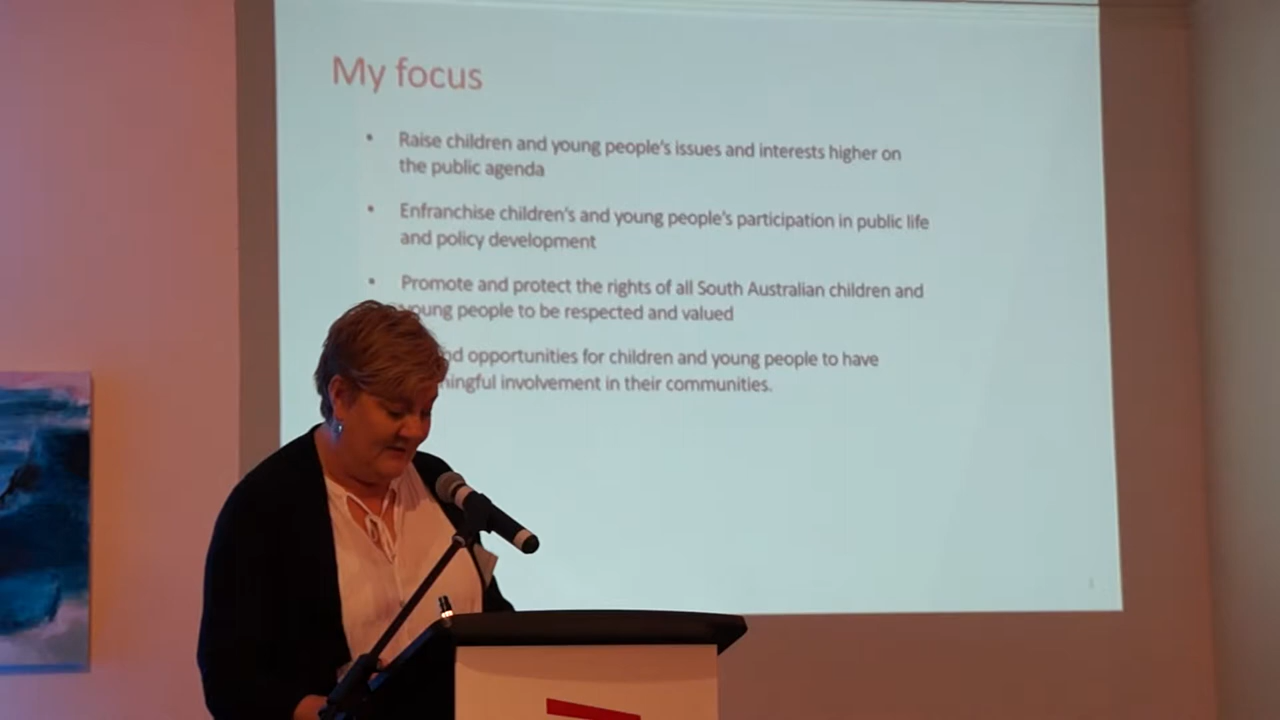 My focus
• Raise children and young people's issues and interests higher on
the public agenda
• Enfranchise children's and young people's participation in public life
and policy development
• Promote and protect the rights of all South Australian children and
young people to be respected and valued
opportunities for children and young people to have
involvement in their communities.